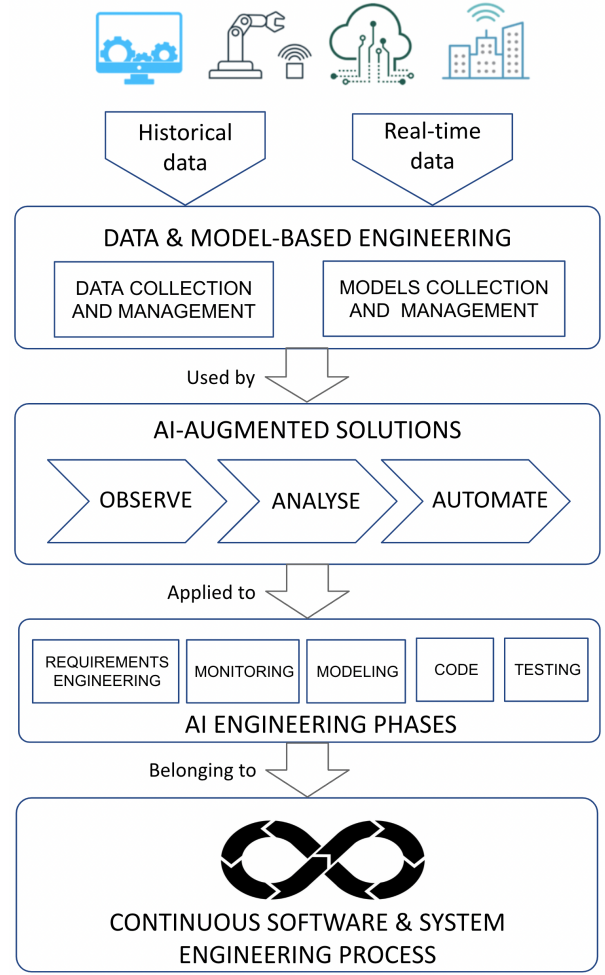 Historical
data
Real-time
data
DATA & MODEL-BASED ENGINEERING
DATA COLLECTION
AND MANAGEMENT
MODELS COLLECTION
AND MANAGEMENT
Used by
AI-AUGMENTED SOLUTIONS
OBSERVE
ANALYSE
AUTOMATE
Applied to
REQUIREMENTS
ENGINEERING
MONITORING
MODELING
CODE
TESTING
AI ENGINEERING PHASES
Belonging to
CONTINUOUS SOFTWARE & SYSTEM
ENGINEERING PROCESS